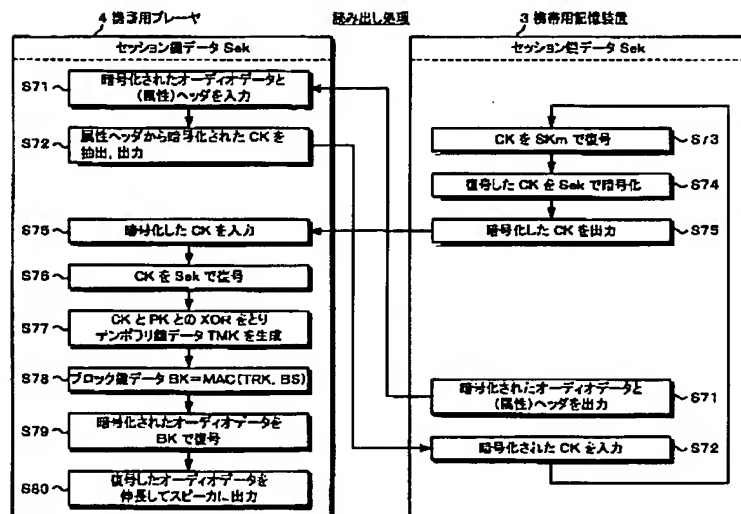 読み出し処理
4 携帯用プレーヤ
セッション鍵データ Sek
S71
暗号化されたオーディオデータと
(属性)ヘッダを入力
S72
属性ヘッダから暗号化された CK を
抽出、出力
S75
暗号化した CK を入力
S76
CK を Sek で復号
S77
CK と PK との XOR をとり
テンポラリ鍵データ TMK を生成
S78
ブロック鍵データ BK=MAC(TRK, BS)
S79
暗号化されたオーディオデータを
BK で復号
S80
復号したオーディオデータを
伸長してスピーカに出力
3 携帯用記憶装置
セッション鍵データ Sek
CK を SKm で復号
S73
復号した CK を Sek で暗号化
S74
暗号化した CK を出力
S75
暗号化されたオーディオデータと
(属性)ヘッダを出力
S71
暗号化された CK を入力
S72